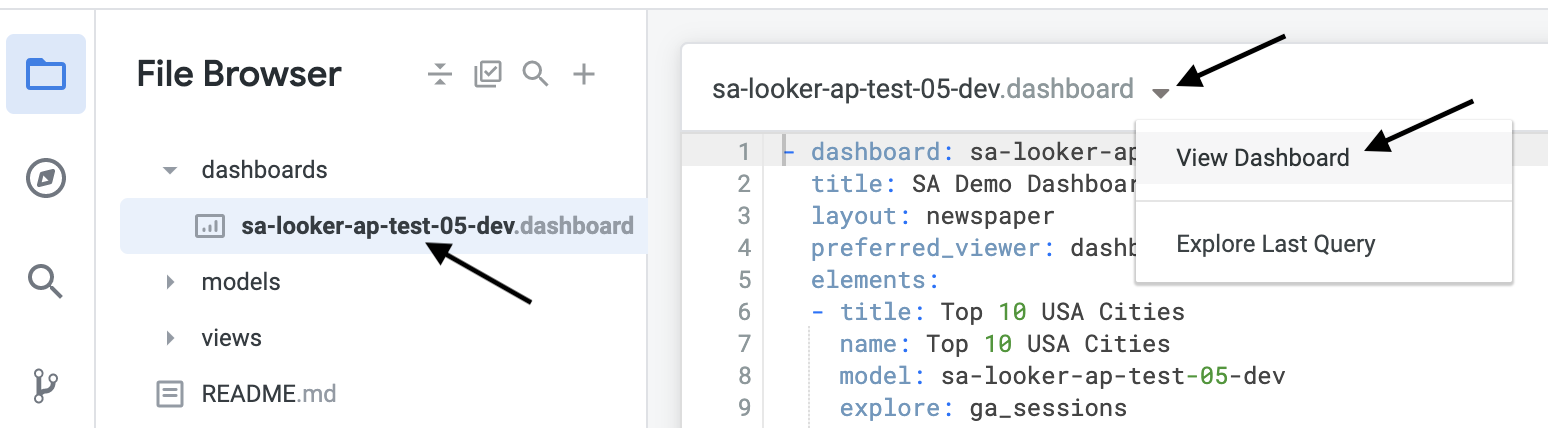 File Browser
dashboards
sa-looker-ap-test-05-dev.dashboard
models
views
README.md
sa-looker-ap-test-05-dev.dashboard
View Dashboard
Explore Last Query
1 - dashboard: sa-looker-ap
2 title: SA Demo Dashboar
3 layout: newspaper
4 preferred_viewer: dashb
5 elements:
6 - title: Top 10 USA Cities
7 name: Top 10 USA Cities
8 model: sa-looker-ap-test-05-dev
9 explore: ga_sessions